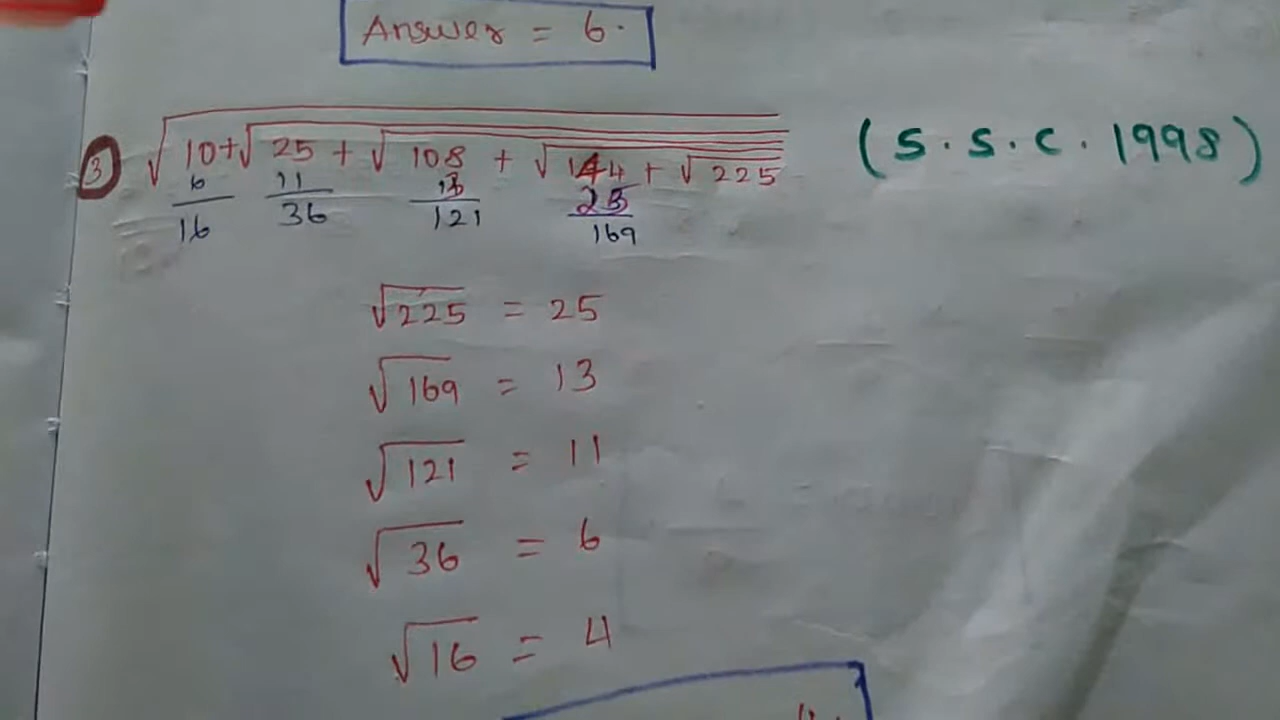 Answer = 6.
③ √10+√25 + √108 + √144 + √225 (S.S.C. 1998)
6 11 13 25
16 36 121 169
√225 = 25
√169 = 13
√121 = 11
√36 = 6
√16 = 4